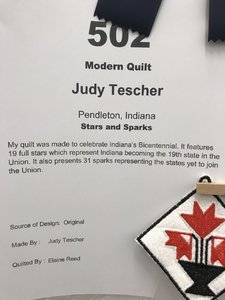 502
Modern Quilt
Judy Tescher
Pendleton, Indiana
Stars and Sparks
My quilt was made to celebrate Indiana's Bicentennial. It features
19 full stars which represent Indiana becoming the 19th state in the
Union. It also presents 31 sparks representing the states yet to join
the Union.
Source of Design: Original
Made By: Judy Tescher
Quilted By: Elaine Reed